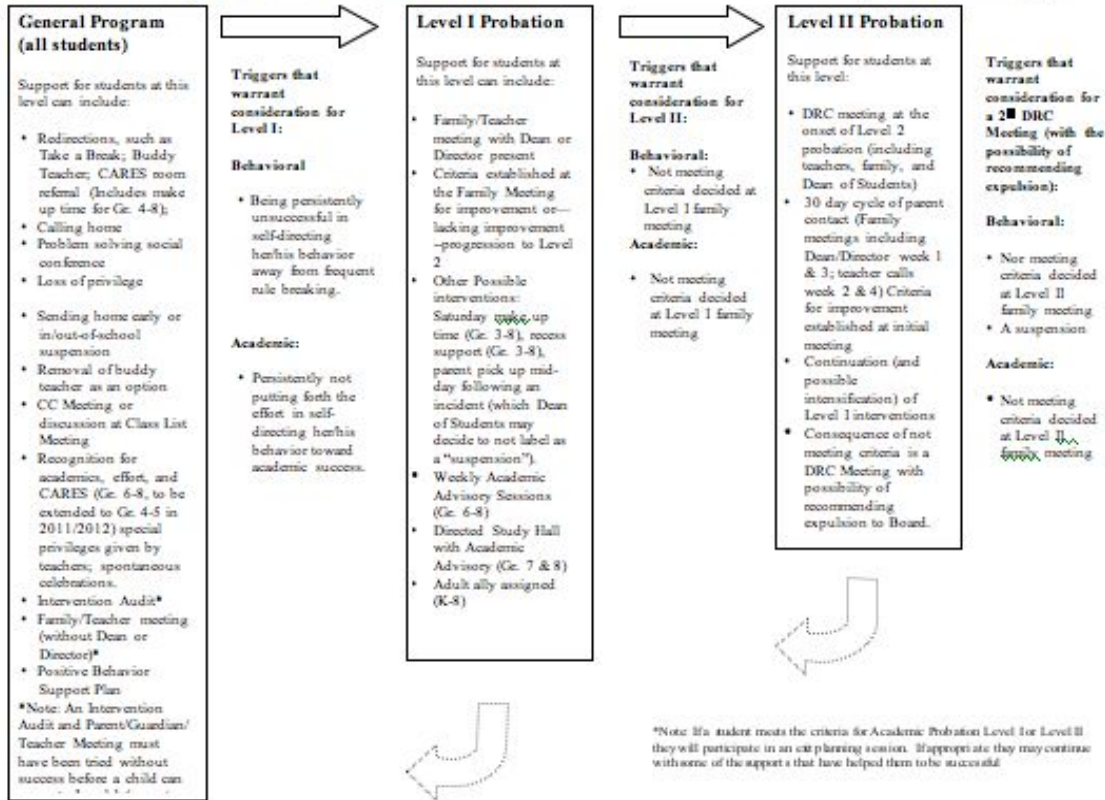 General Program
(all students)
Support for students at this
level can include:
• Redirections, such as
Take a Break; Buddy
Teacher; CARES room
referral (Includes make
up time for Gr. 4-8);
• Calling home
• Problem solving social
conference
• Loss of privilege
• Sending home early or
in/out-of-school
suspension
• Removal of buddy
teacher as an option
• CC Meeting or
discussion at Class List
Meeting
• Recognition for
academics, effort, and
CARES (Gr. 6-8, to be
extended to Gr. 4-5 in
2011/2012) special
privileges given by
teachers; spontaneous
celebrations.
• Intervention Audit*
• Family/Teacher meeting
(without Dean or
Director)*
• Positive Behavior
Support Plan
*Note: An Intervention
Audit and Parent/Guardian/
Teacher Meeting must
have been tried without
success before a child can
Triggers that
warrant
consideration for
Level I:
Behavioral
• Being persistently
unsuccessful in
self-directing
her/his behavior
away from frequent
rule breaking.
Academic:
• Persistently not
putting forth the
effort in self-
directing her/his
behavior toward
academic success.
Level I Probation
Support for students at
this level can include:
• Family/Teacher
meeting with Dean or
Director present
• Criteria established at
the Family Meeting
for improvement or—
lacking improvement
–progression to Level
2
• Other Possible
interventions:
Saturday make up
time (Gr. 3-8), recess
support (Gr. 3-8),
parent pick up mid-
day following an
incident (which Dean
of Students may
decide to not label as
a “suspension”).
• Weekly Academic
Advisory Sessions
(Gr. 6-8)
• Directed Study Hall
with Academic
Advisory (Gr. 7 & 8)
• Adult ally assigned
(K-8)
Triggers that
warrant
consideration for
Level II:
Behavioral:
• Not meeting
criteria decided at
Level I family
meeting
Academic:
• Not meeting
criteria decided
at Level I family
meeting
Level II Probation
Support for students at
this level:
• DRC meeting at the
onset of Level 2
probation (including
teachers, family, and
Dean of Students)
• 30 day cycle of parent
contact (Family
meetings including
Dean/Director week 1
& 3; teacher calls
week 2 & 4) Criteria
for improvement
established at initial
meeting
• Continuation (and
possible
intensification) of
Level I interventions
• Consequence of not
meeting criteria is a
DRC Meeting with
possibility of
recommending
expulsion to Board.
Triggers that
warrant
consideration for
a 2 DRC
Meeting (with the
possibility of
recommending
expulsion):
Behavioral:
• Nor meeting
criteria decided
at Level II
family meeting
• A suspension
Academic:
• Not meeting
criteria decided
at Level II
family meeting
*Note: If a student meets the criteria for Academic Probation Level I or Level II
they will participate in an exit planning session. If appropriate they may continue
with some of the supports that have helped them to be successful